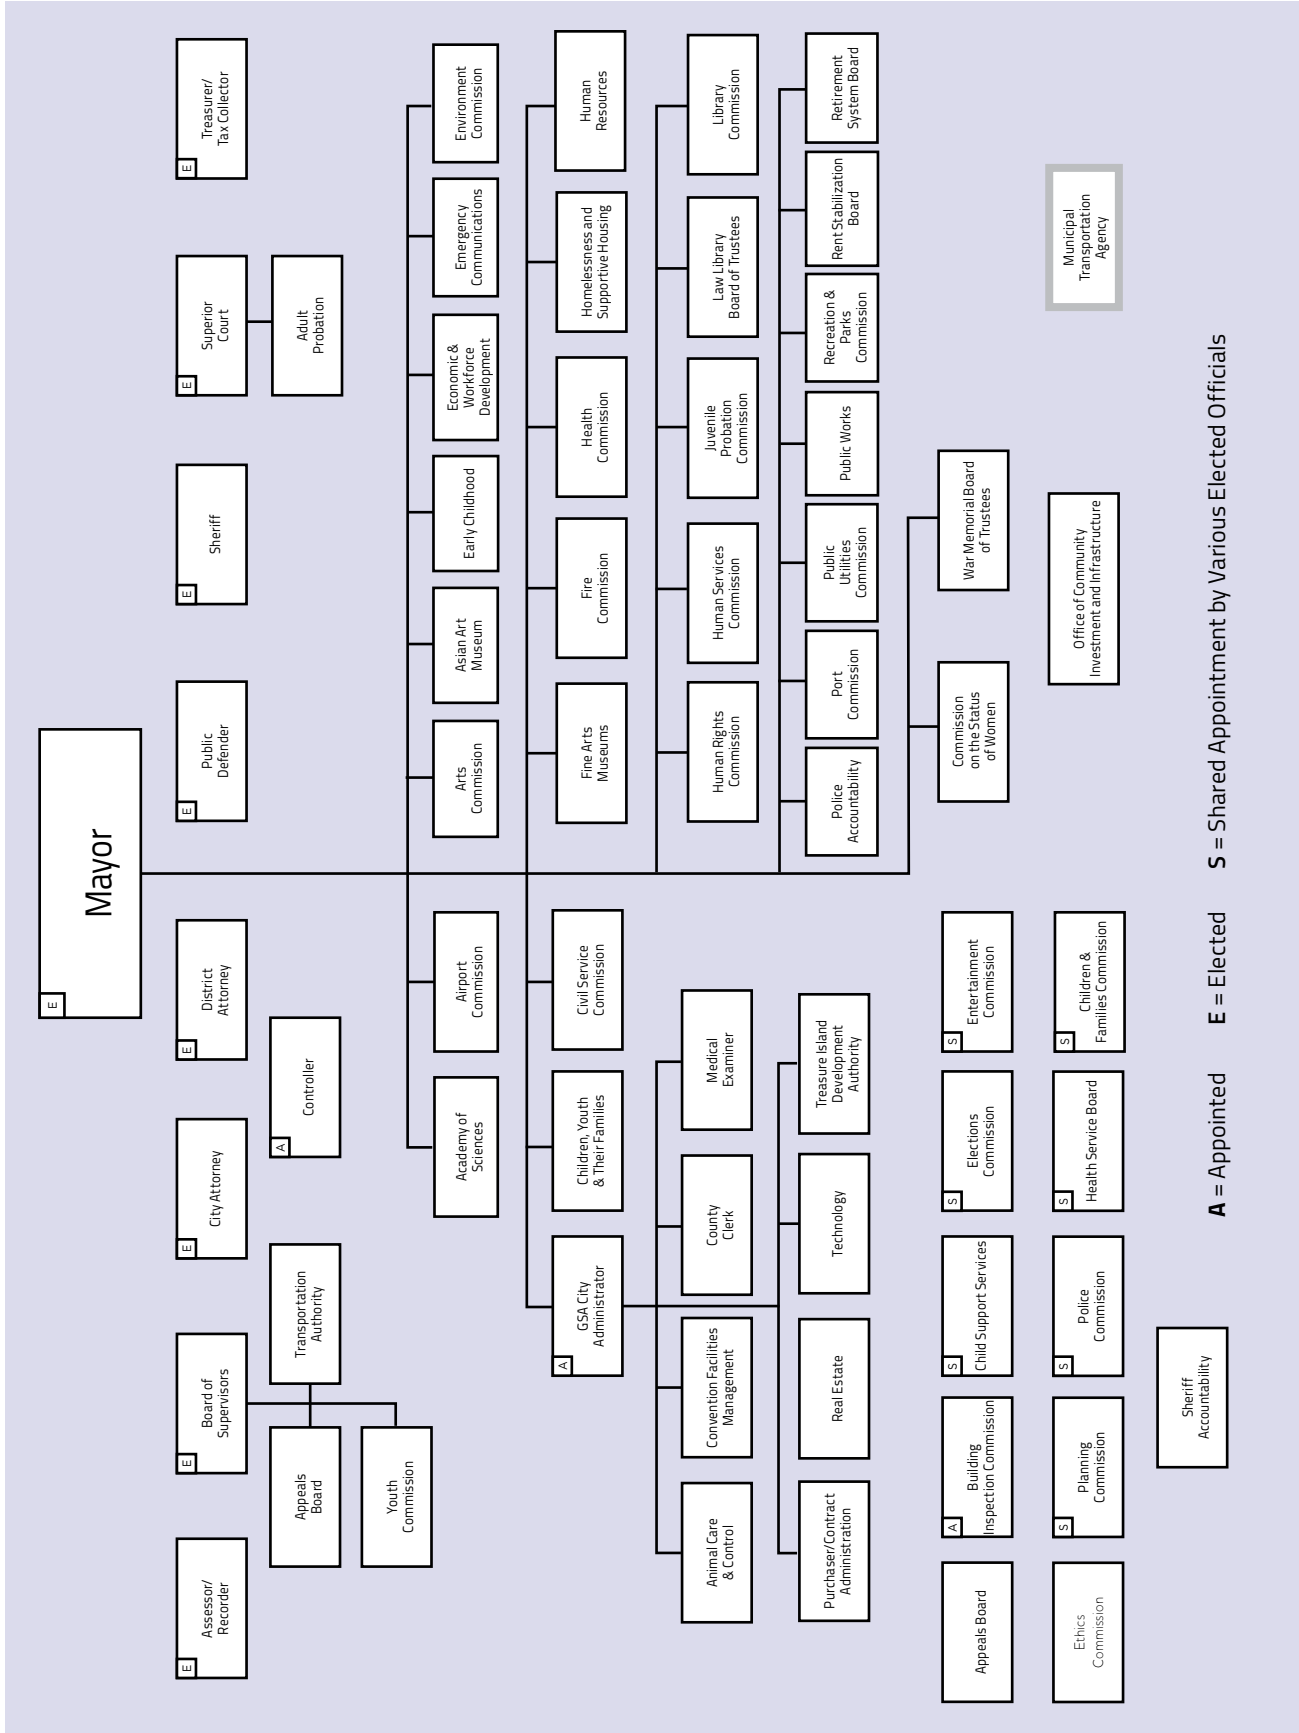 E
Mayor
E
Assessor/
Recorder
E
Board of
Supervisors
E
City Attorney
E
District
Attorney
E
Public
Defender
E
Sheriff
E
Superior
Court
E
Treasurer/
Tax Collector
Appeals
Board
Transportation
Authority
A
Controller
Adult
Probation
Youth
Commission
Academy of
Sciences
Airport
Commission
Arts
Commission
Asian Art
Museum
Early Childhood
Economic &
Workforce
Development
Emergency
Communications
Environment
Commission
A
GSA City
Administrator
Children, Youth
& Their Families
Civil Service
Commission
Fine Arts
Museums
Fire
Commission
Health
Commission
Homelessness and
Supportive Housing
Human
Resources
Animal Care
& Control
Convention Facilities
Management
County
Clerk
Medical
Examiner
Human Rights
Commission
Human Services
Commission
Juvenile
Probation
Commission
Law Library
Board of Trustees
Library
Commission
Purchaser/Contract
Administration
Real Estate
Technology
Treasure Island
Development
Authority
Police
Accountability
Port
Commission
Public
Utilities
Commission
Public Works
Recreation &
Parks
Commission
Rent Stabilization
Board
Retirement
System Board
Appeals Board
A
Building
Inspection Commission
S
Child Support Services
S
Elections
Commission
S
Entertainment
Commission
Commission
on the Status
of Women
War Memorial Board
of Trustees
Ethics
Commission
S
Planning
Commission
S
Police
Commission
S
Health Service Board
S
Children &
Families Commission
Office of Community
Investment and Infrastructure
Municipal
Transportation
Agency
Sheriff
Accountability
A = Appointed E = Elected S = Shared Appointment by Various Elected Officials